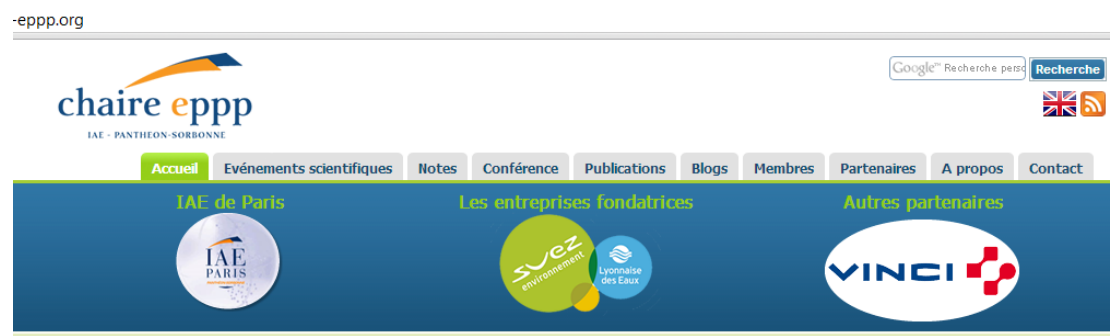 -eppp.org
Google™ Recherche pers
Recherche
chaire eppp
IAE - PANTHEON-SORBONNE
Accueil Evénements scientifiques Notes Conférence Publications Blogs Membres Partenaires A propos Contact
IAE de Paris Les entreprises fondatrices Autres partenaires
IAE
PARIS
suez
environnement
Lyonnaise
des Eaux
VINCI